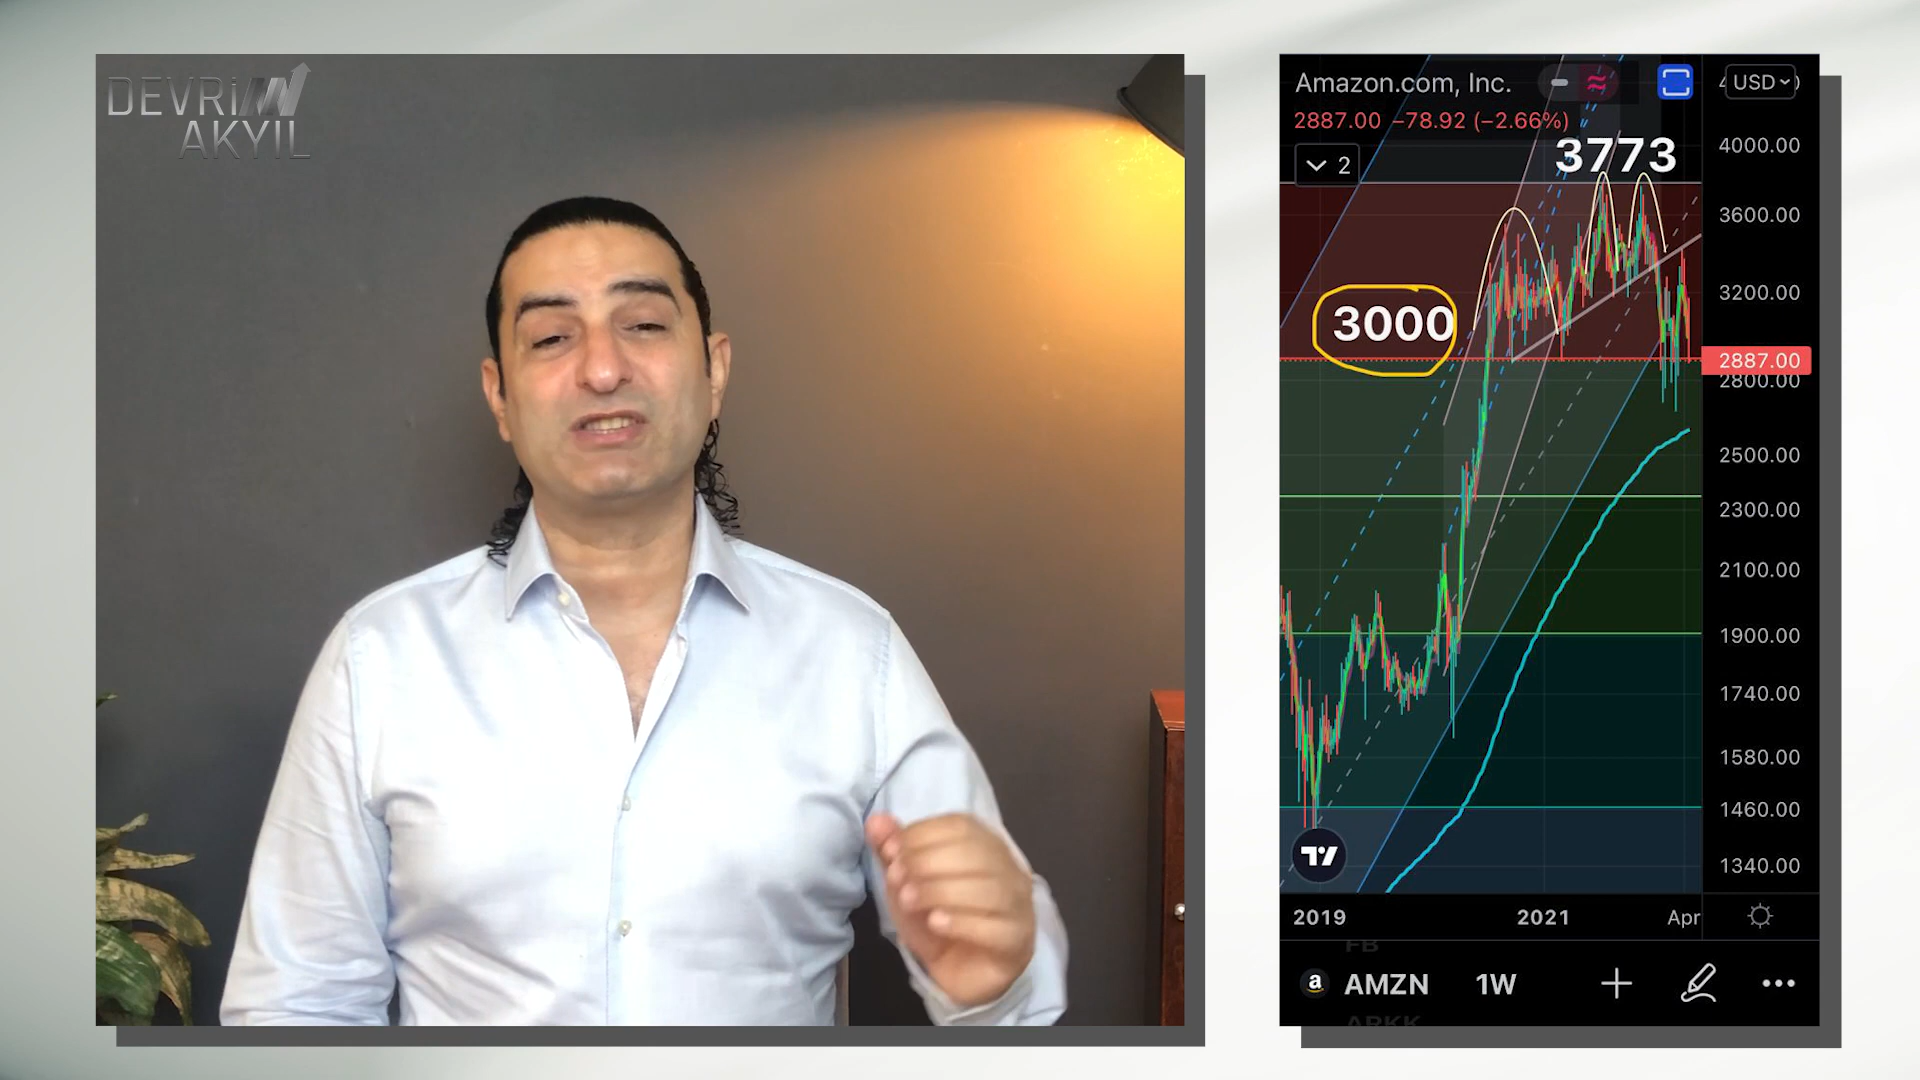 DEVRiM
AKYIL
Amazon.com, Inc.
USD
2887.00 −78.92 (−2.66%)
3773
2
4000.00
3600.00
3200.00
3000
2887.00
2800.00
2500.00
2300.00
2100.00
1900.00
1740.00
1580.00
1460.00
1340.00
2019 2021 Apr
FB
a AMZN 1W
ARKK